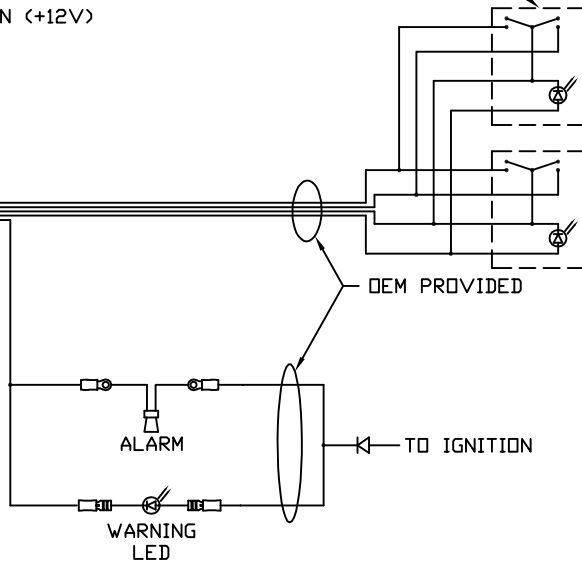 N (+12V)
OEM PROVIDED
ALARM
TO IGNITION
WARNING
LED